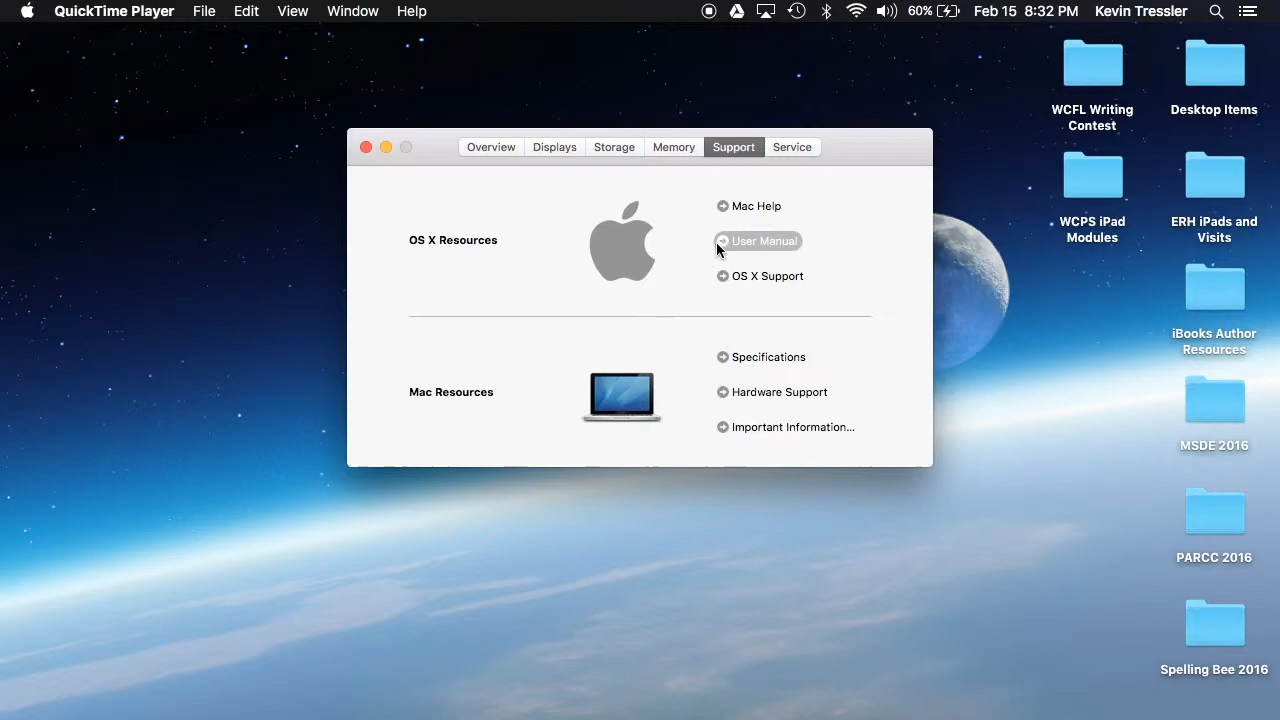 QuickTime Player File Edit View Window Help 60% Feb 15 8:32 PM Kevin Tressler
Overview Displays Storage Memory Support Service
OS X Resources
Mac Help
User Manual
OS X Support
Mac Resources
Specifications
Hardware Support
Important Information...
WCFL Writing
Contest
Desktop Items
WCPS iPad
Modules
ERH iPads and
Visits
iBooks Author
Resources
MSDE 2016
PARCC 2016
Spelling Bee 2016